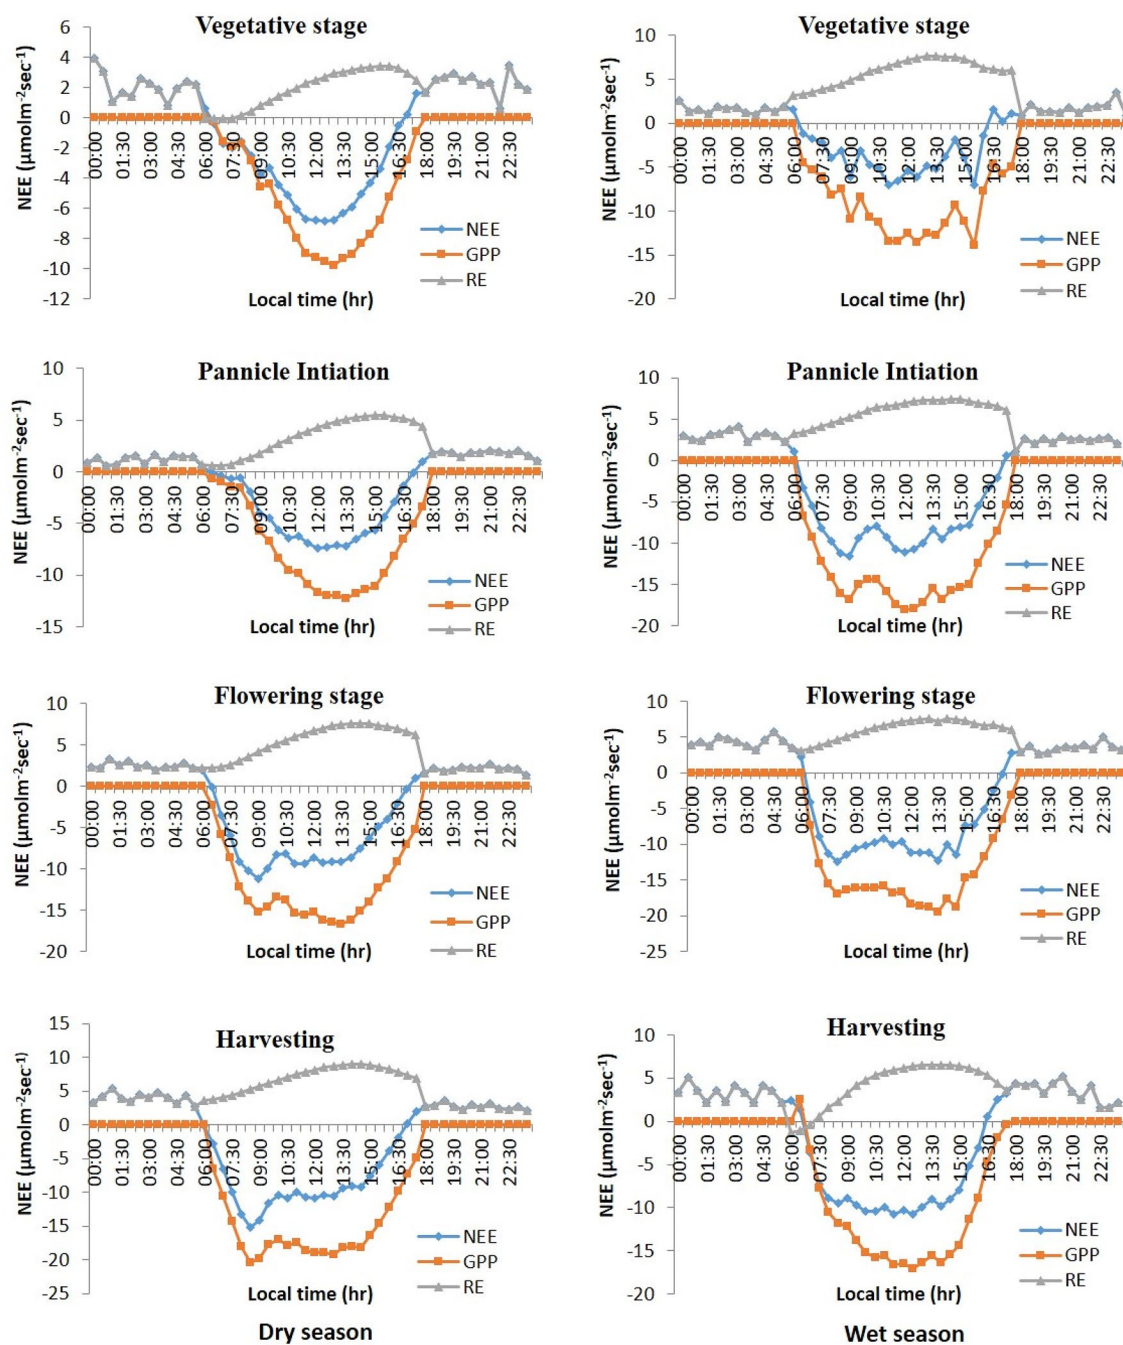 Vegetative stage
NEE (µmolm⁻²sec⁻¹)
6
4
2
0
-2
-4
-6
-8
-10
-12
00:00 01:30 03:00 04:30 06:00 07:30 09:00 10:30 12:00 13:30 15:00 16:30 18:00 19:30 21:00 22:30
NEE
GPP
RE
Local time (hr)
Vegetative stage
NEE (µmolm⁻²sec⁻¹)
10
5
0
-5
-10
-15
-20
00:00 01:30 03:00 04:30 06:00 07:30 09:00 10:30 12:00 13:30 15:00 16:30 18:00 19:30 21:00 22:30
NEE
GPP
RE
Local time (hr)
Pannicle Intiation
NEE (µmolm⁻²sec⁻¹)
10
5
0
-5
-10
-15
00:00 01:30 03:00 04:30 06:00 07:30 09:00 10:30 12:00 13:30 15:00 16:30 18:00 19:30 21:00 22:30
NEE
GPP
RE
Local time (hr)
Pannicle Intiation
NEE (µmolm⁻²sec⁻¹)
10
5
0
-5
-10
-15
-20
00:00 01:30 03:00 04:30 06:00 07:30 09:00 10:30 12:00 13:30 15:00 16:30 18:00 19:30 21:00 22:30
NEE
GPP
RE
Local time (hr)
Flowering stage
NEE (µmolm⁻²sec⁻¹)
10
5
0
-5
-10
-15
-20
00:00 01:30 03:00 04:30 06:00 07:30 09:00 10:30 12:00 13:30 15:00 16:30 18:00 19:30 21:00 22:30
NEE
GPP
RE
Local time (hr)
Flowering stage
NEE (µmolm⁻²sec⁻¹)
10
5
0
-5
-10
-15
-20
-25
00:00 01:30 03:00 04:30 06:00 07:30 09:00 10:30 12:00 13:30 15:00 16:30 18:00 19:30 21:00 22:30
NEE
GPP
RE
Local time (hr)
Harvesting
NEE (µmolm⁻²sec⁻¹)
15
10
5
0
-5
-10
-15
-20
-25
00:00 01:30 03:00 04:30 06:00 07:30 09:00 10:30 12:00 13:30 15:00 16:30 18:00 19:30 21:00 22:30
NEE
GPP
RE
Local time (hr)
Dry season
Harvesting
NEE (µmolm⁻²sec⁻¹)
10
5
0
-5
-10
-15
-20
00:00 01:30 03:00 04:30 06:00 07:30 09:00 10:30 12:00 13:30 15:00 16:30 18:00 19:30 21:00 22:30
NEE
GPP
RE
Local time (hr)
Wet season